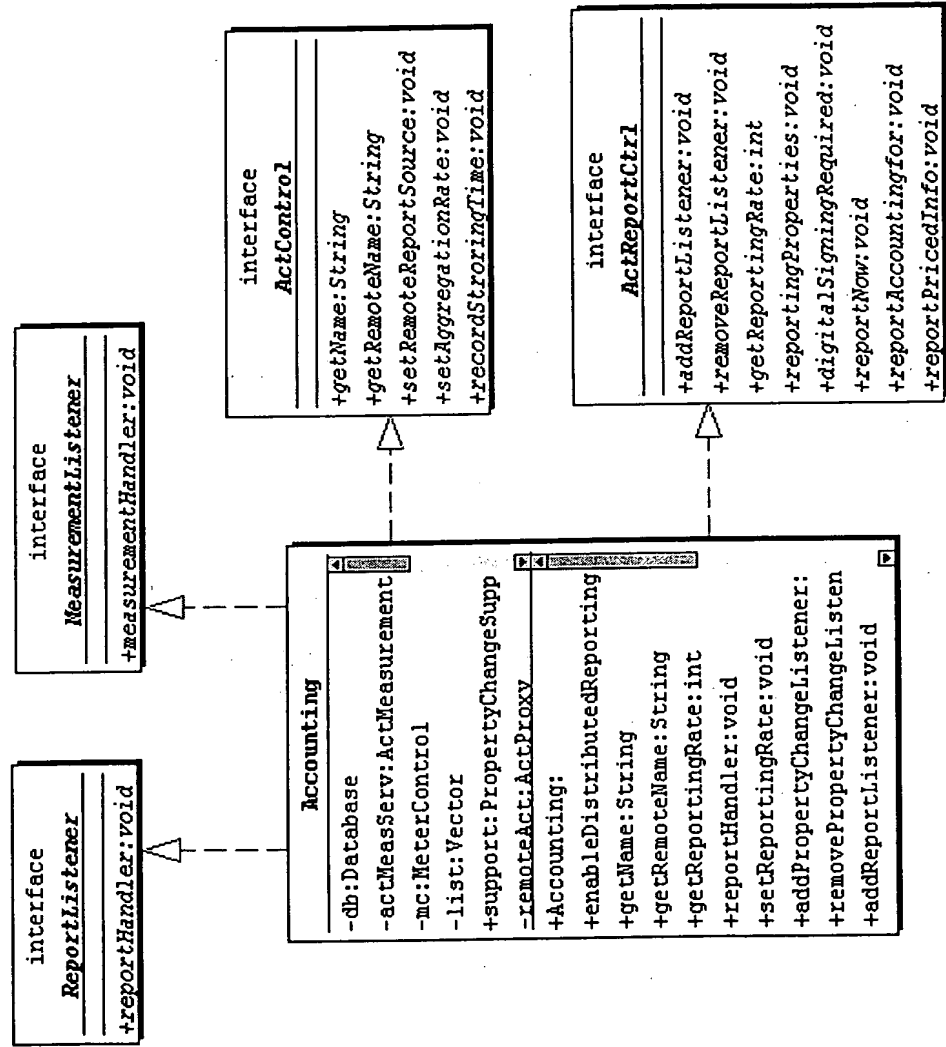 interface
ReportListener
+reportHandler:void
interface
MeasurementListener
+measurementHandler:void
Accounting
-db:Database
-actMeasServ:ActMeasurement
-mc:MeterControl
-list:Vector
+support:PropertyChangeSupp
-remoteAct:ActProxy
+Accounting:
+enableDistributedReporting
+getName:String
+getRemoteName:String
+getReportingRate:int
+reportHandler:void
+setReportingRate:void
+addPropertyChangeListener:
+removePropertyChangeListen
+addReportListener:void
interface
ActControl
+getName:String
+getRemoteName:String
+setRemoteReportSource:void
+setAggregationRate:void
+recordStroringTime:void
interface
ActReportCtrl
+addReportListener:void
+removeReportListener:void
+getReportingRate:int
+reportingProperties:void
+digitalSigningRequired:void
+reportNow:void
+reportAccountingfor:void
+reportPricedInfo:void